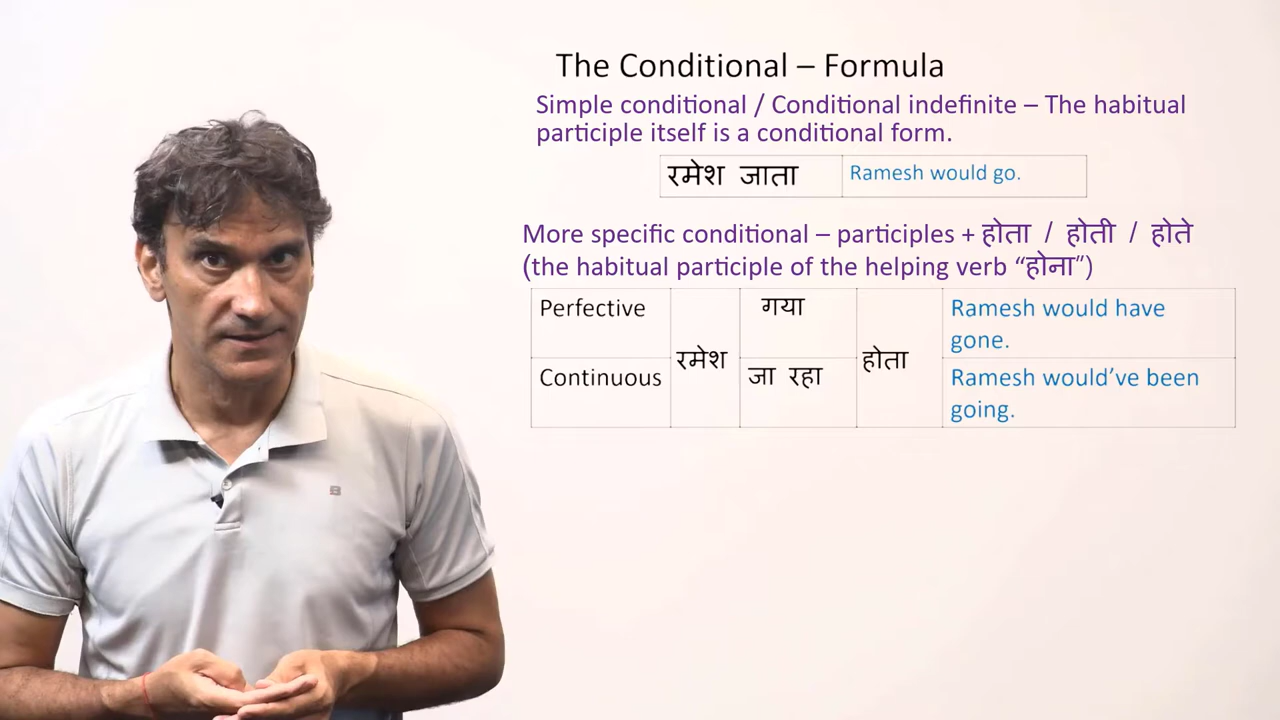 The Conditional – Formula
Simple conditional / Conditional indefinite – The habitual
participle itself is a conditional form.
रमेश जाता Ramesh would go.
More specific conditional – participles + होता / होती / होते
(the habitual participle of the helping verb “होना”)
Perfective गया Ramesh would have
gone.
रमेश होता
Continuous जा रहा Ramesh would’ve been
going.